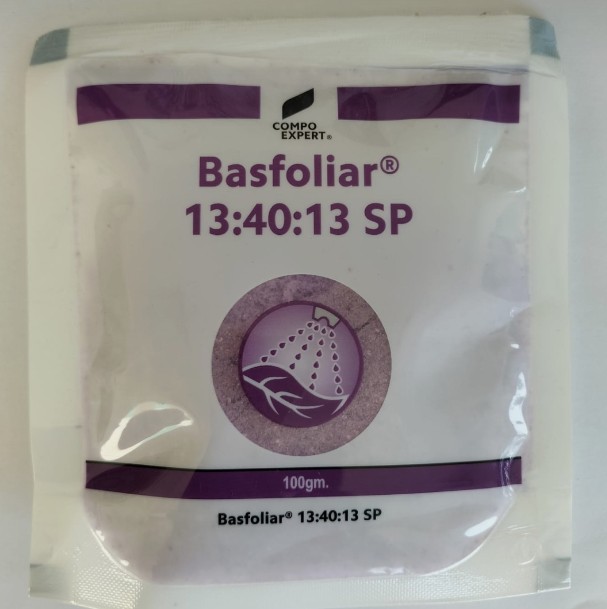 COMPO
EXPERT®
Basfoliar®
13:40:13 SP
100gm.
Basfoliar® 13:40:13 SP